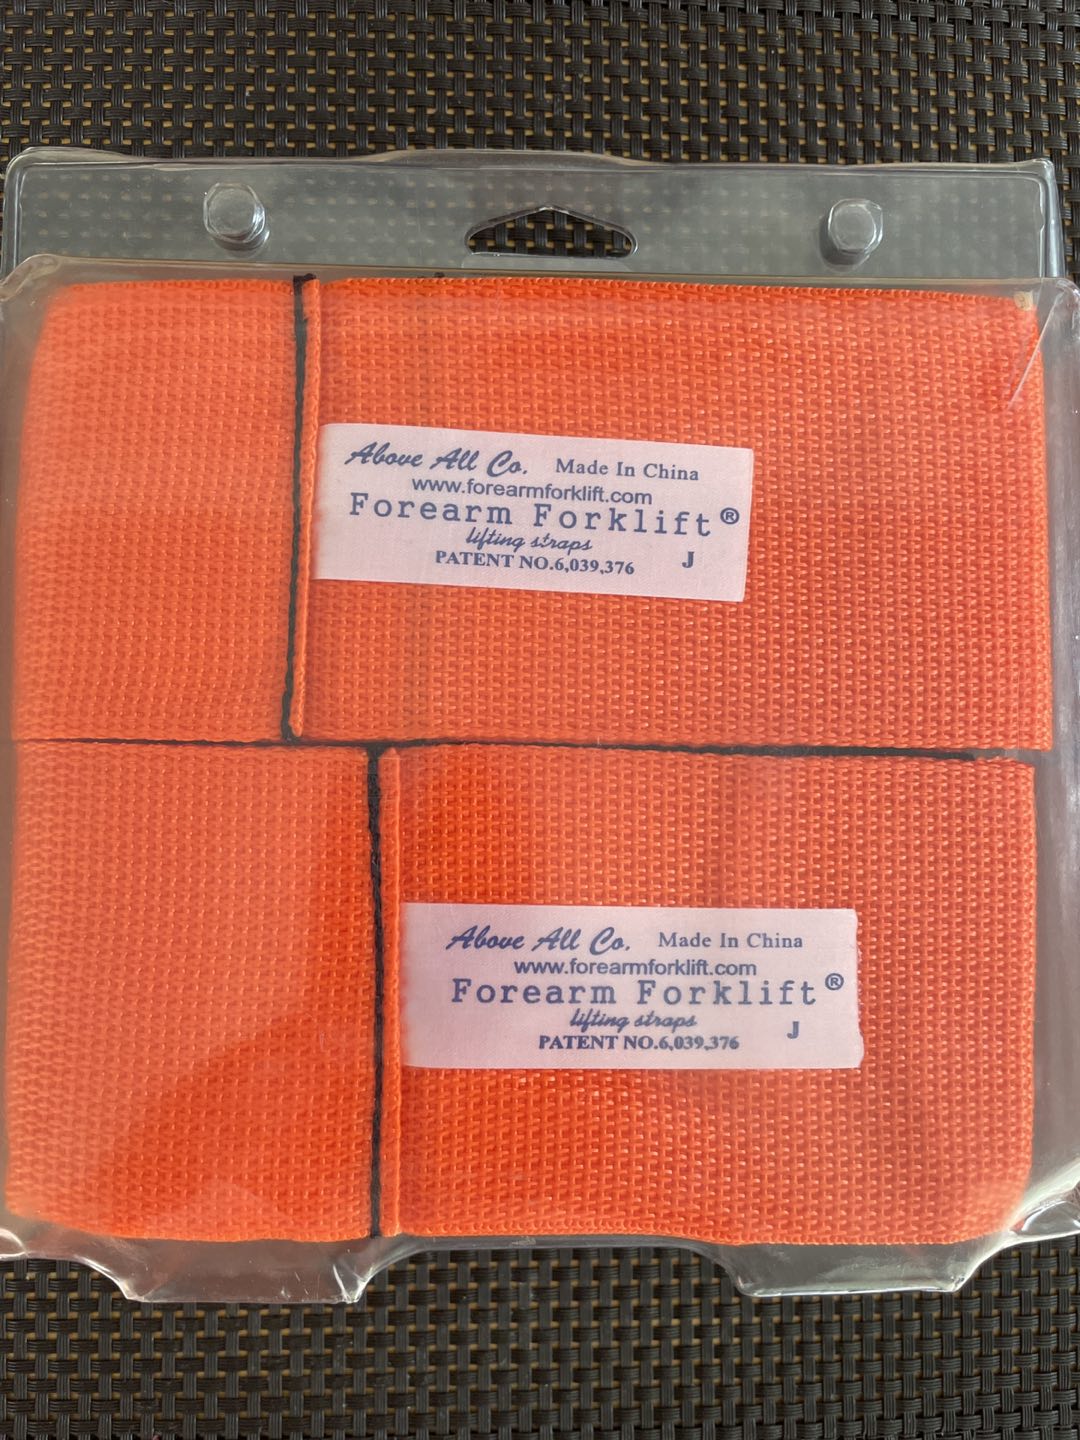 Above All Co. Made In China
www.forearmforklift.com
Forearm Forklift®
lifting straps
PATENT NO.6,039,376 J
Above All Co. Made In China
www.forearmforklift.com
Forearm Forklift®
lifting straps
PATENT NO.6,039,376 J